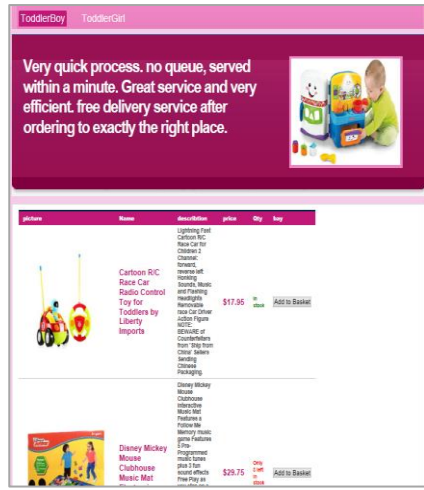 ToddlerBoy ToddlerGirl
Very quick process. no queue, served
within a minute. Great service and very
efficient. free delivery service after
ordering to exactly the right place.
picture Name describtion price Qty buy
Cartoon R/C
Race Car
Radio Control
Toy for
Toddlers by
Liberty
Imports
Lightning Fast
Cartoon R/C
Race Car for
Children 2
Channel:
forward,
reverse left
Honking
Sounds, Music
and Flashing
Headlights
Removable
race Car Driver
Action Figure
NOTE:
BEWARE of
Counterfeiters
from 'Ship from
China' Sellers
Sending
Chinese
Packaging.
$17.95
in
stock
Add to Basket
Disney Mickey
Mouse
Clubhouse
Music Mat
Disney Mickey
Mouse
Clubhouse
Interactive
Music Mat
Features a
Follow Me
Memory music
game Features
5 Pre-
Programmed
music tunes
plus 3 fun
sound effects
Free Play as
$29.75
Only
2 left
in
stock
Add to Basket